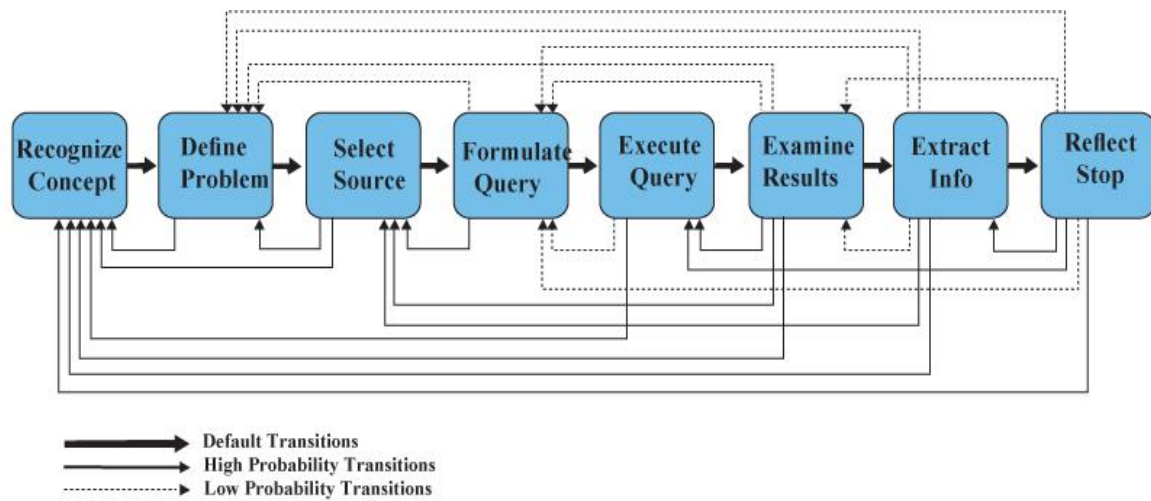 Recognize
Concept
Define
Problem
Select
Source
Formulate
Query
Execute
Query
Examine
Results
Extract
Info
Reflect
Stop
Default Transitions
High Probability Transitions
Low Probability Transitions